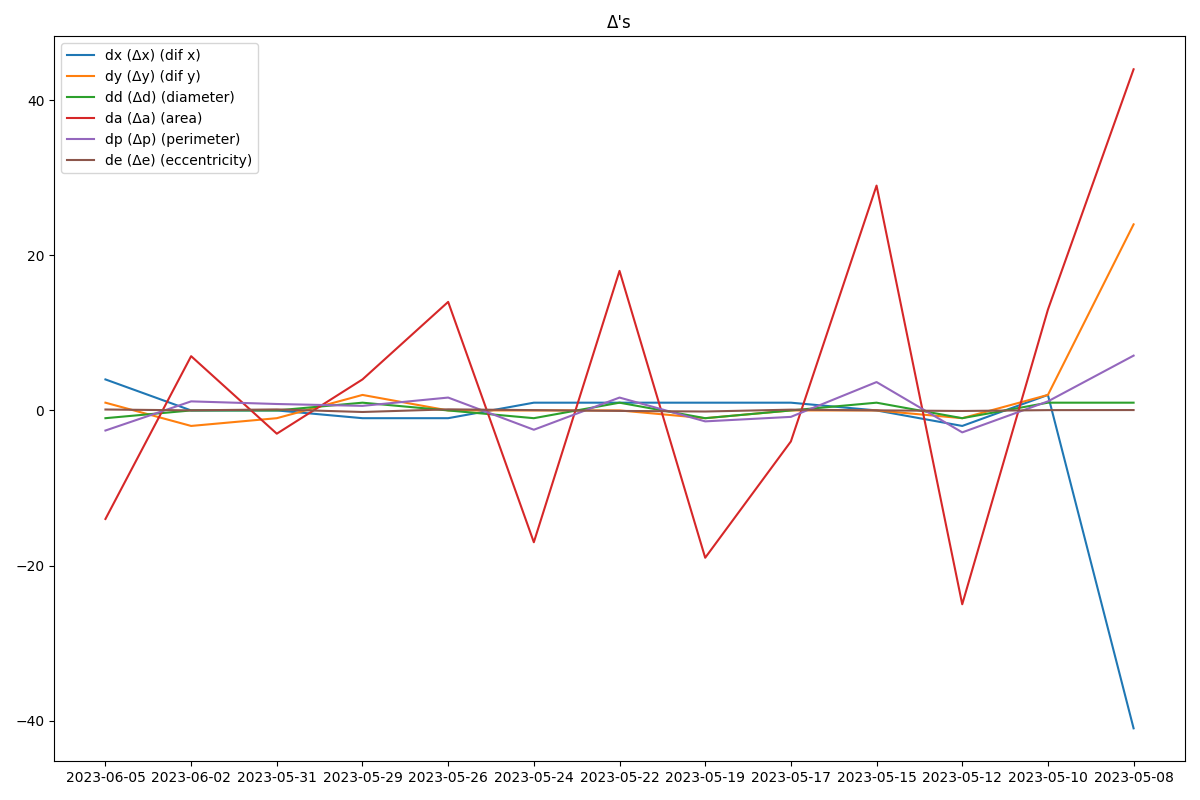 Δ's
dx (Δx) (dif x)
dy (Δy) (dif y)
dd (Δd) (diameter)
da (Δa) (area)
dp (Δp) (perimeter)
de (Δe) (eccentricity)
40
20
0
−20
−40
2023-06-05 2023-06-02 2023-05-31 2023-05-29 2023-05-26 2023-05-24 2023-05-22 2023-05-19 2023-05-17 2023-05-15 2023-05-12 2023-05-10 2023-05-08